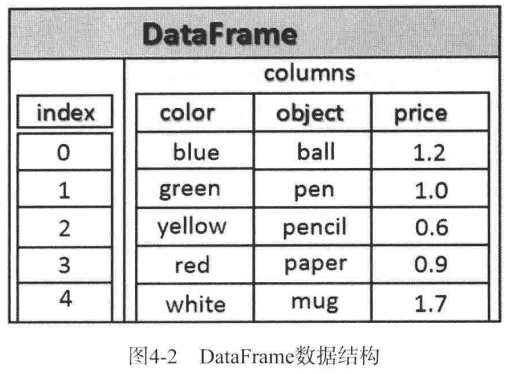 DataFrame
columns
index color object price
0 blue ball 1.2
1 green pen 1.0
2 yellow pencil 0.6
3 red paper 0.9
4 white mug 1.7
图4-2 DataFrame数据结构